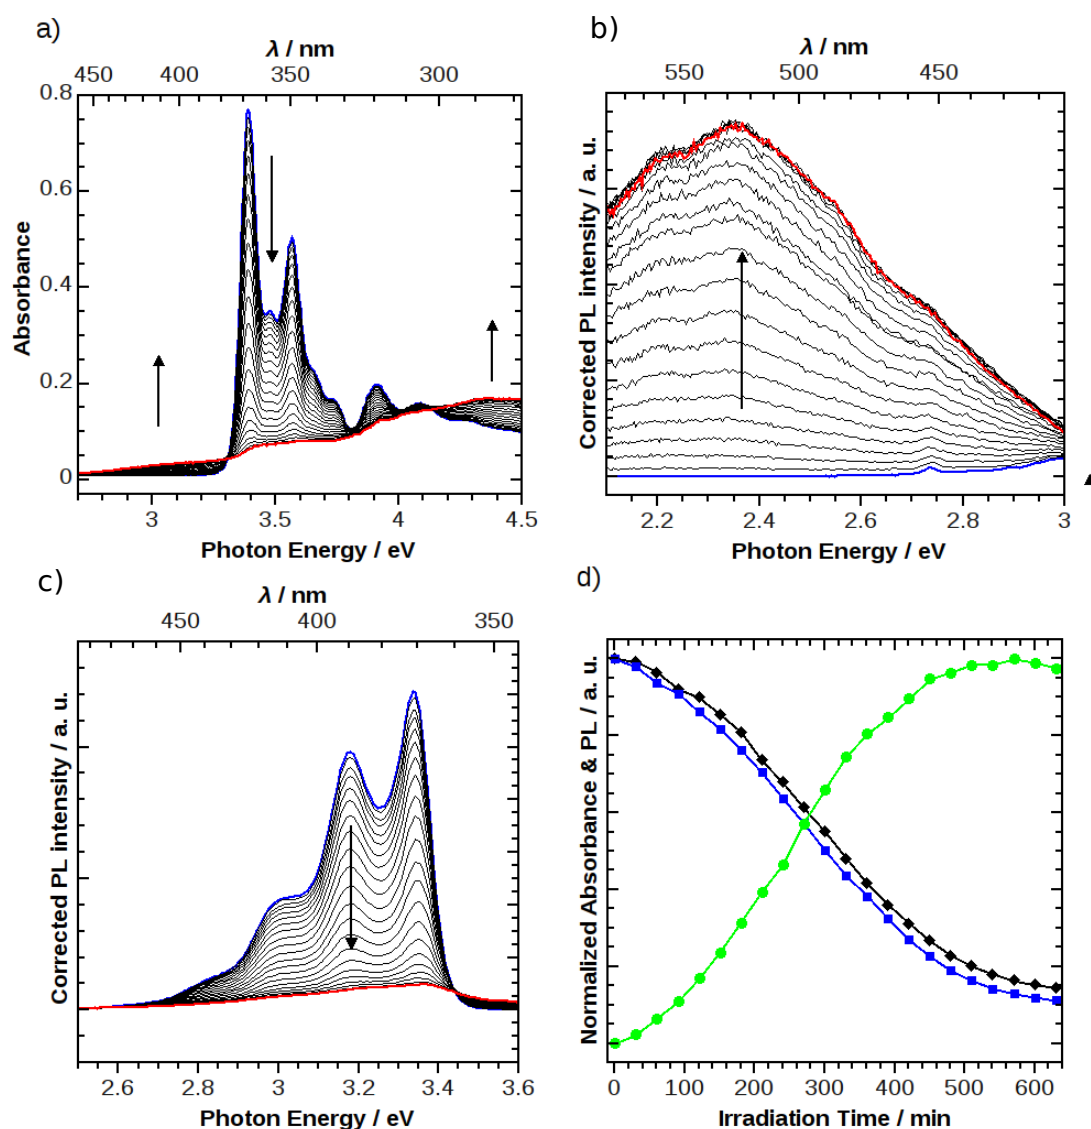 a)
λ / nm
450 400 350 300
0.8
0.6
0.4
0.2
0
Absorbance
3 3.5 4 4.5
Photon Energy / eV
b)
λ / nm
550 500 450
Corrected PL intensity / a. u.
2.2 2.4 2.6 2.8 3
Photon Energy / eV
c)
λ / nm
450 400 350
Corrected PL intensity / a. u.
2.6 2.8 3 3.2 3.4 3.6
Photon Energy / eV
d)
Normalized Absorbance & PL / a. u.
0 100 200 300 400 500 600
Irradiation Time / min